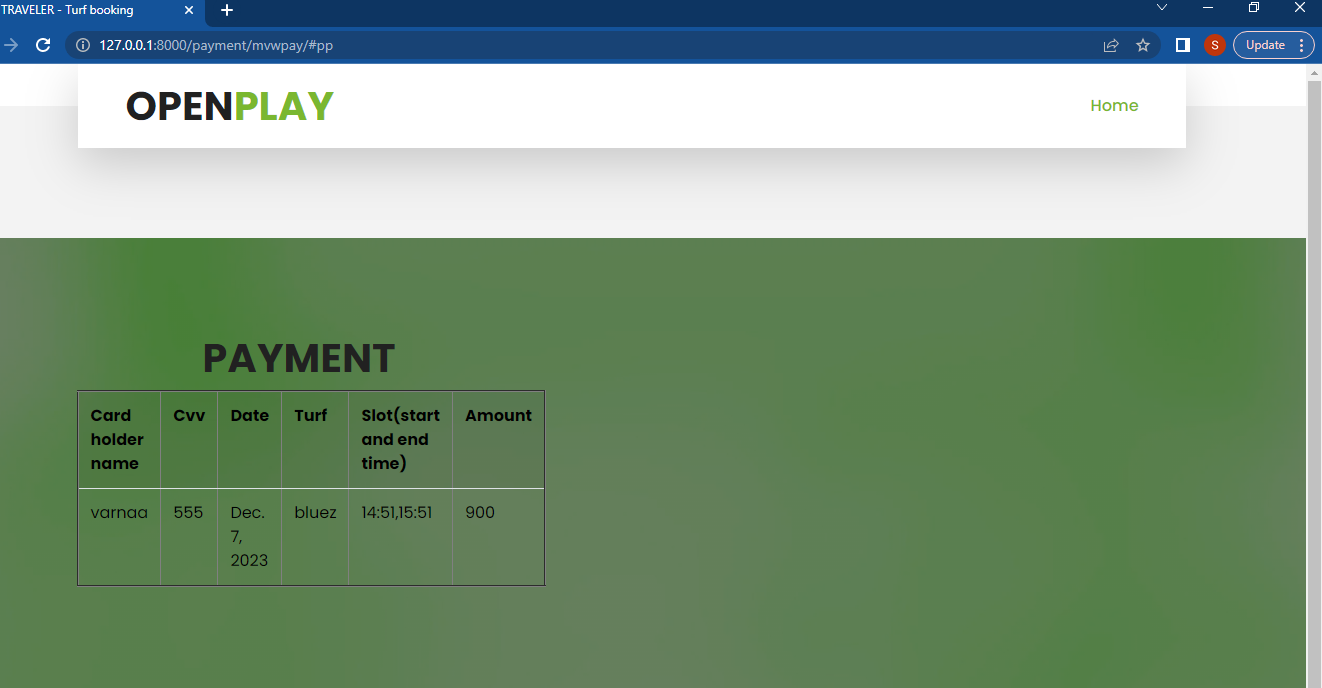 TRAVELER - Turf booking
127.0.0.1:8000/payment/mvwpay/#pp
S
Update
OPENPLAY
Home
PAYMENT
Card holder name
Cvv
Date
Turf
Slot(start and end time)
Amount
varnaa
555
Dec. 7, 2023
bluez
14:51,15:51
900